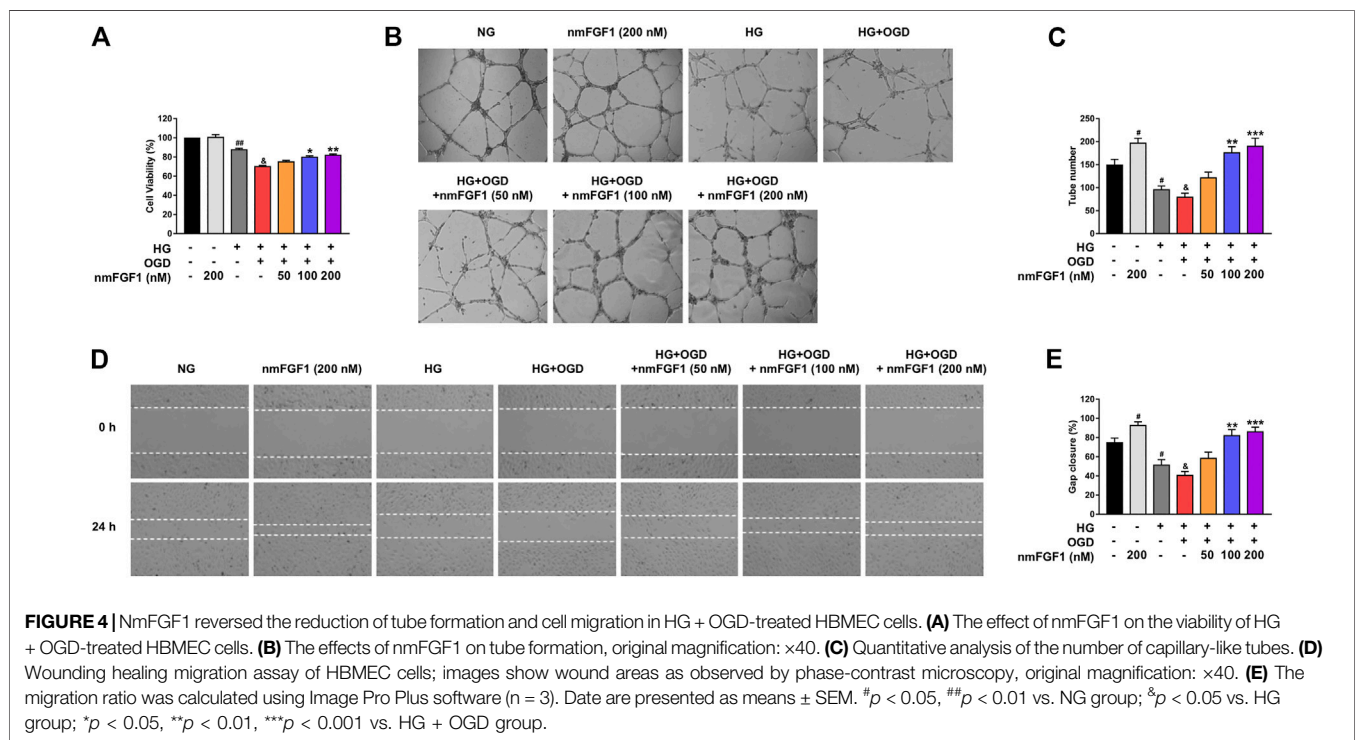 A
B
C
NG
nmFGF1 (200 nM)
HG
HG+OGD
HG+OGD
+nmFGF1 (50 nM)
HG+OGD
+ nmFGF1 (100 nM)
HG+OGD
+ nmFGF1 (200 nM)
Cell Viability (%)
120
100
80
60
40
20
0
##
&
*
**
HG - - + + + + +
OGD - - - + + + +
nmFGF1 (nM) - 200 - - 50 100 200
Tube number
250
200
150
100
50
0
#
#
&
**
***
HG - - + + + + +
OGD - - - + + + +
nmFGF1 (nM) - 200 - - 50 100 200
D
NG
nmFGF1 (200 nM)
HG
HG+OGD
HG+OGD
+nmFGF1 (50 nM)
HG+OGD
+ nmFGF1 (100 nM)
HG+OGD
+ nmFGF1 (200 nM)
0 h
24 h
E
Gap closure (%)
120
100
80
60
40
20
0
#
#
&
**
***
HG - - + + + + +
OGD - - - + + + +
nmFGF1 (nM) - 200 - - 50 100 200
FIGURE 4 | NmFGF1 reversed the reduction of tube formation and cell migration in HG + OGD-treated HBMEC cells. (A) The effect of nmFGF1 on the viability of HG
+ OGD-treated HBMEC cells. (B) The effects of nmFGF1 on tube formation, original magnification: ×40. (C) Quantitative analysis of the number of capillary-like tubes. (D)
Wounding healing migration assay of HBMEC cells; images show wound areas as observed by phase-contrast microscopy, original magnification: ×40. (E) The
migration ratio was calculated using Image Pro Plus software (n = 3). Date are presented as means ± SEM. #p < 0.05, ##p < 0.01 vs. NG group; &p < 0.05 vs. HG
group; *p < 0.05, **p < 0.01, ***p < 0.001 vs. HG + OGD group.